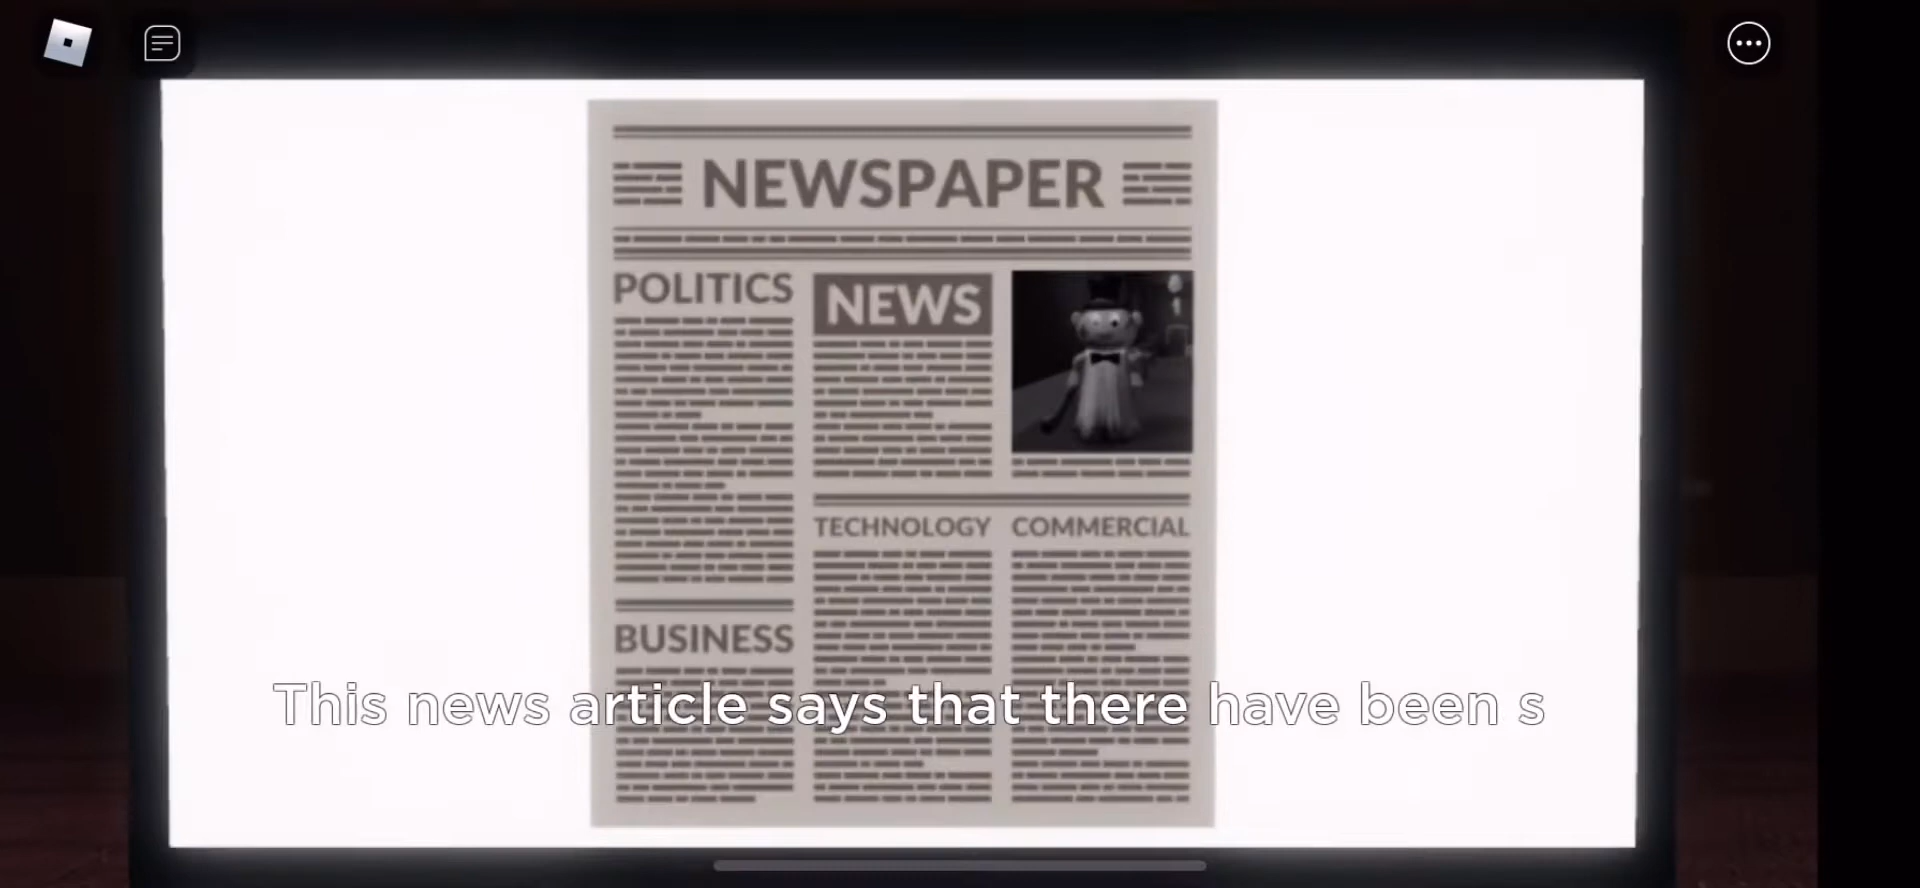 NEWSPAPER
POLITICS
NEWS
TECHNOLOGY
COMMERCIAL
BUSINESS
This news article says that there have been s